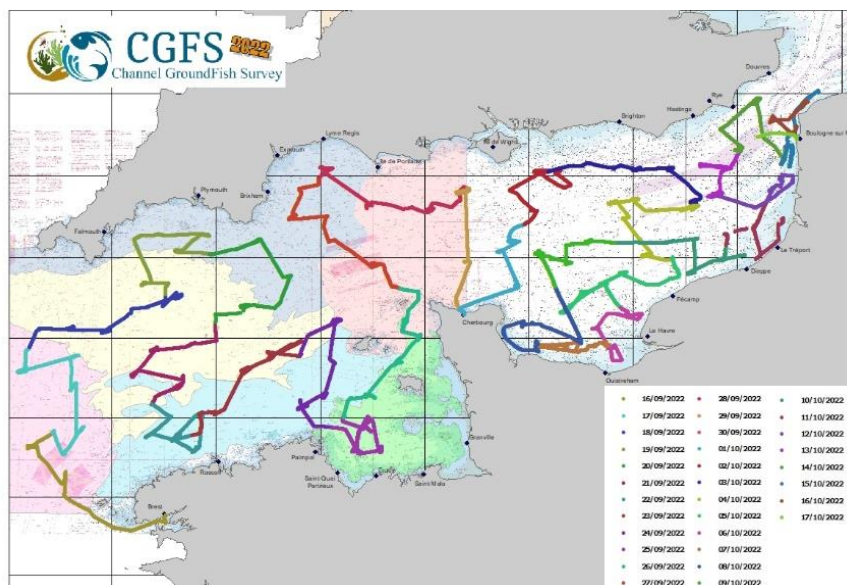 CGFS 2022
Channel GroundFish Survey
Douvres
Rye
Hastings
Brighton
Boulogne sur
Lyme Regis
Exmouth
Ile de Wight
Ile de Portland
Plymouth
Brixham
Falmouth
Le Tréport
Dieppe
Fécamp
Cherbourg
Le Havre
Ouistreham
Granville
Paimpol
Roscoff
Saint Quai
Portrieux
Saint Malo
Brest
16/09/2022 28/09/2022 10/10/2022
17/09/2022 29/09/2022 11/10/2022
18/09/2022 30/09/2022 12/10/2022
19/09/2022 01/10/2022 13/10/2022
20/09/2022 02/10/2022 14/10/2022
21/09/2022 03/10/2022 15/10/2022
22/09/2022 04/10/2022 16/10/2022
23/09/2022 05/10/2022 17/10/2022
24/09/2022 06/10/2022
25/09/2022 07/10/2022
26/09/2022 08/10/2022
27/09/2022 09/10/2022